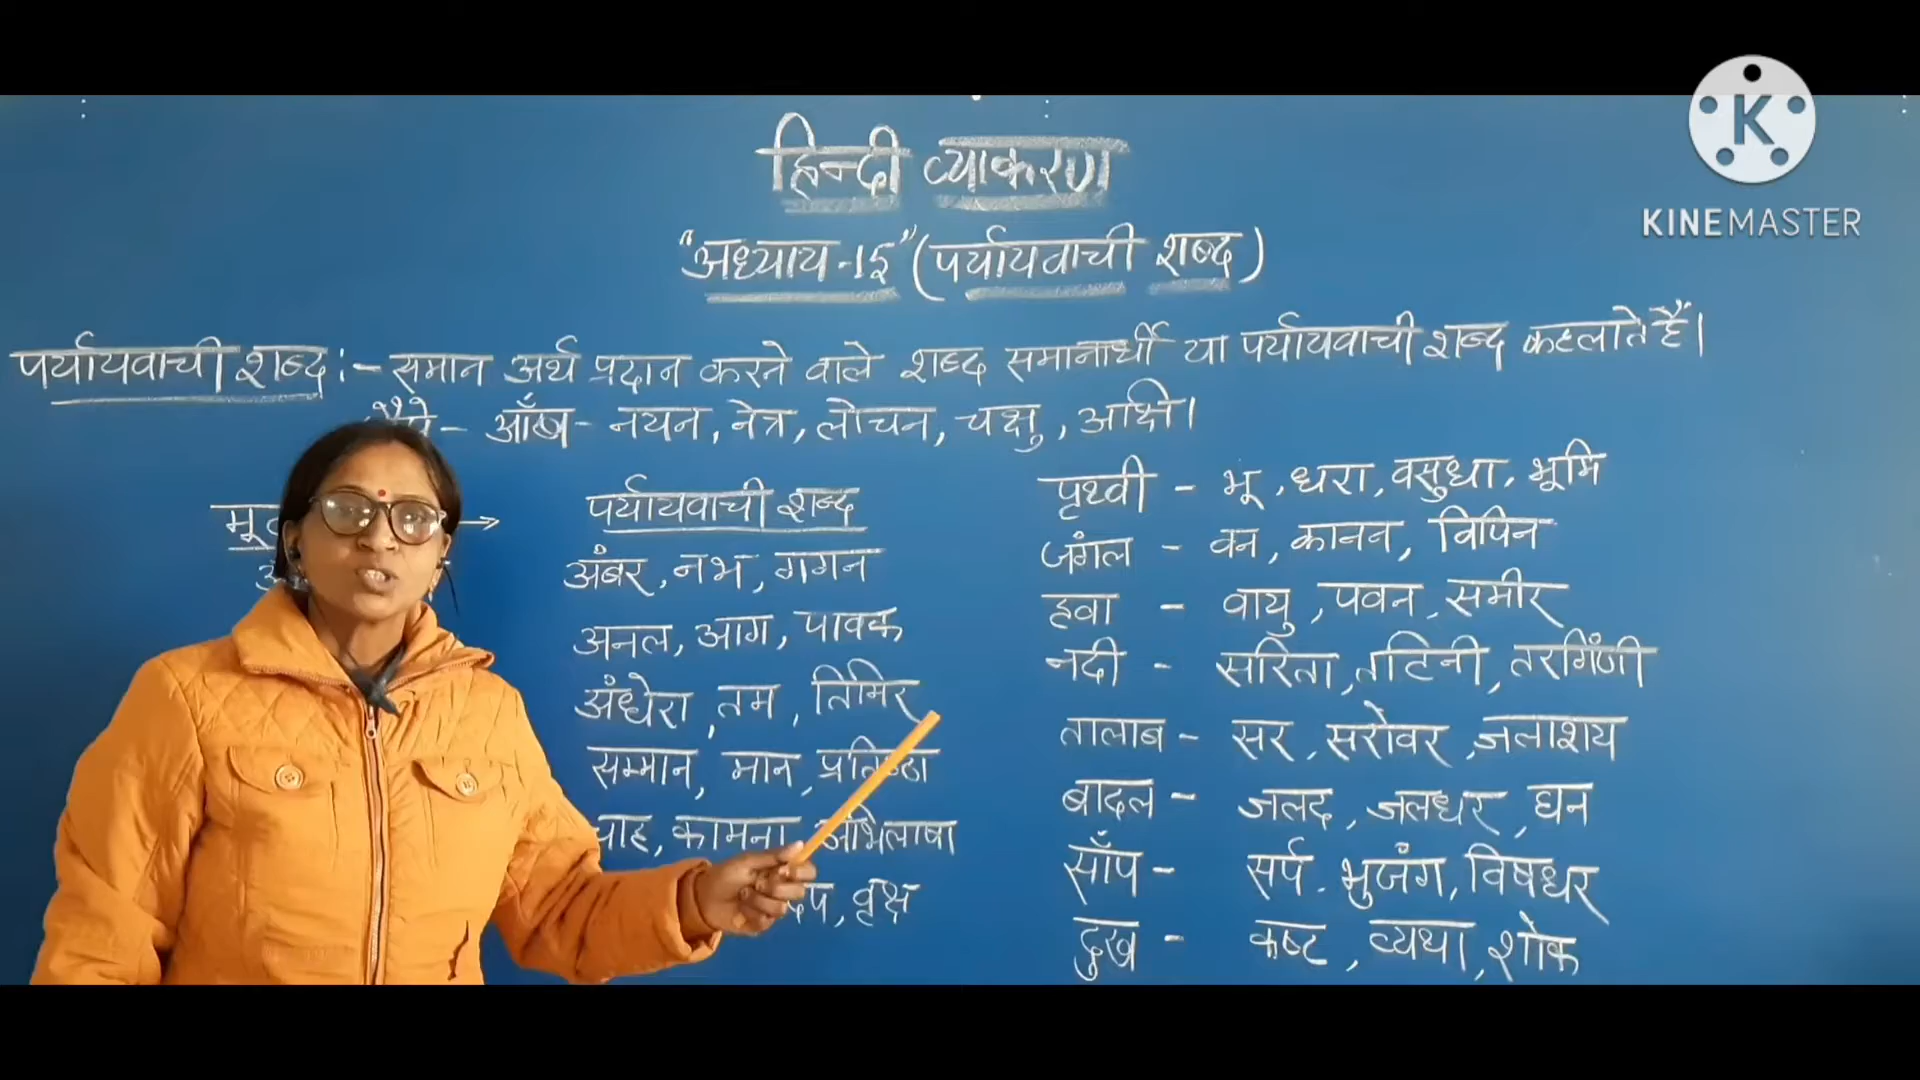 हिन्दी व्याकरण
"अध्याय-15" (पर्यायवाची शब्द)
पर्यायवाची शब्द :- समान अर्थ प्रदान करने वाले शब्द समानार्थी या पर्यायवाची शब्द कहलाते हैं।
- आँख - नयन, नेत्र, लोचन, चक्षु, अक्षि।
→ पर्यायवाची शब्द
अंबर, नभ, गगन
अनल, आग, पावक
अंधेरा, तम, तिमिर
सम्मान, मान, प्रतिष्ठा
चाह, कामना, अभिलाषा
वृक्ष
पृथ्वी - भू, धरा, वसुधा, भूमि
जंगल - वन, कानन, विपिन
हवा - वायु, पवन, समीर
नदी - सरिता, तटिनी, तरगिंणी
तालाब - सर, सरोवर, जलाशय
बादल - जलद, जलधर, घन
साँप - सर्प, भुजंग, विषधर
दुख - कष्ट, व्यथा, शोक
K
KINEMASTER